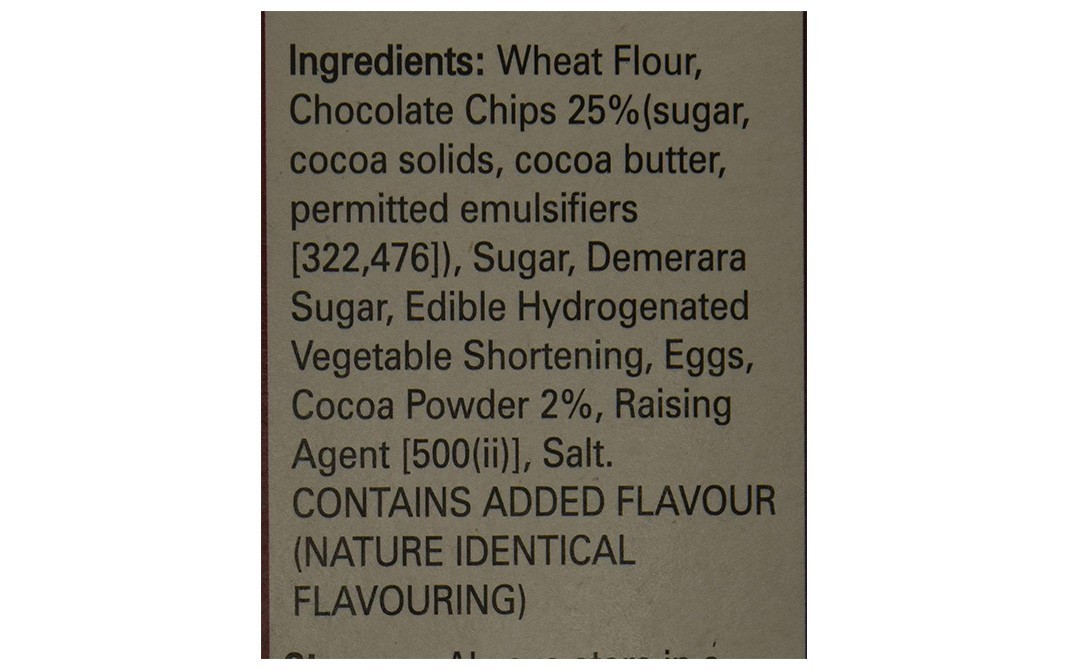 Ingredients: Wheat Flour,
Chocolate Chips 25%(sugar,
cocoa solids, cocoa butter,
permitted emulsifiers
[322,476]), Sugar, Demerara
Sugar, Edible Hydrogenated
Vegetable Shortening, Eggs,
Cocoa Powder 2%, Raising
Agent [500(ii)], Salt.
CONTAINS ADDED FLAVOUR
(NATURE IDENTICAL
FLAVOURING)